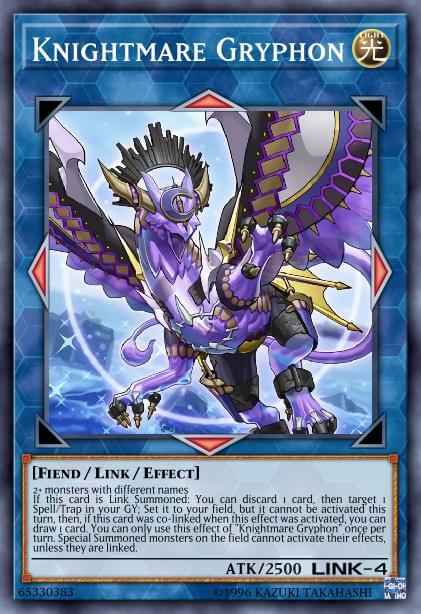 KNIGHTMARE GRYPHON
LIGHT
光
[FIEND / LINK / EFFECT]
2+ monsters with different names
If this card is Link Summoned: You can discard 1 card, then target 1
Spell/Trap in your GY; Set it to your field, but it cannot be activated this
turn, then, if this card was co-linked when this effect was activated, you can
draw 1 card. You can only use this effect of "Knightmare Gryphon" once per
turn. Special Summoned monsters on the field cannot activate their effects,
unless they are linked.
ATK/2500 LINK-4
65330383 ©1996 KAZUKI TAKAHASHI